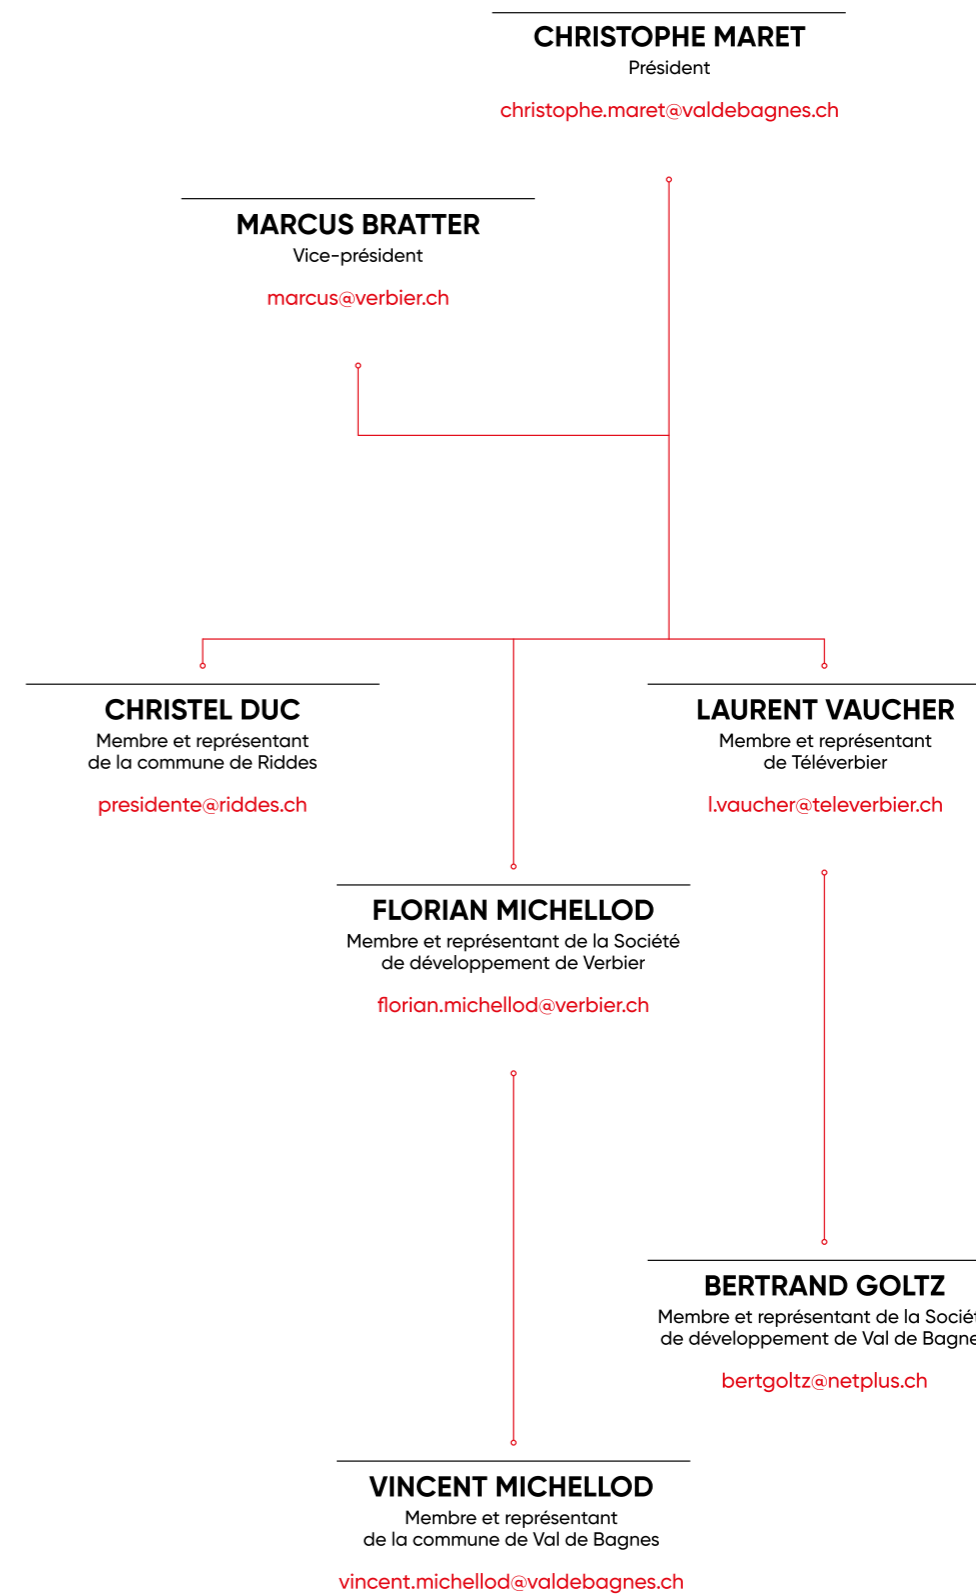 CHRISTOPHE MARET
Président
christophe.maret@valdebagnes.ch
MARCUS BRATTER
Vice-président
marcus@verbier.ch
CHRISTEL DUC
Membre et représentant
de la commune de Riddes
presidente@riddes.ch
LAURENT VAUCHER
Membre et représentant
de Téléverbier
l.vaucher@televerbier.ch
FLORIAN MICHELLOD
Membre et représentant de la Société
de développement de Verbier
florian.michellod@verbier.ch
BERTRAND GOLTZ
Membre et représentant de la
de développement de Val de
bertgoltz@netplus.ch
VINCENT MICHELLOD
Membre et représentant
de la commune de Val de Bagnes
vincent.michellod@valdebagnes.ch